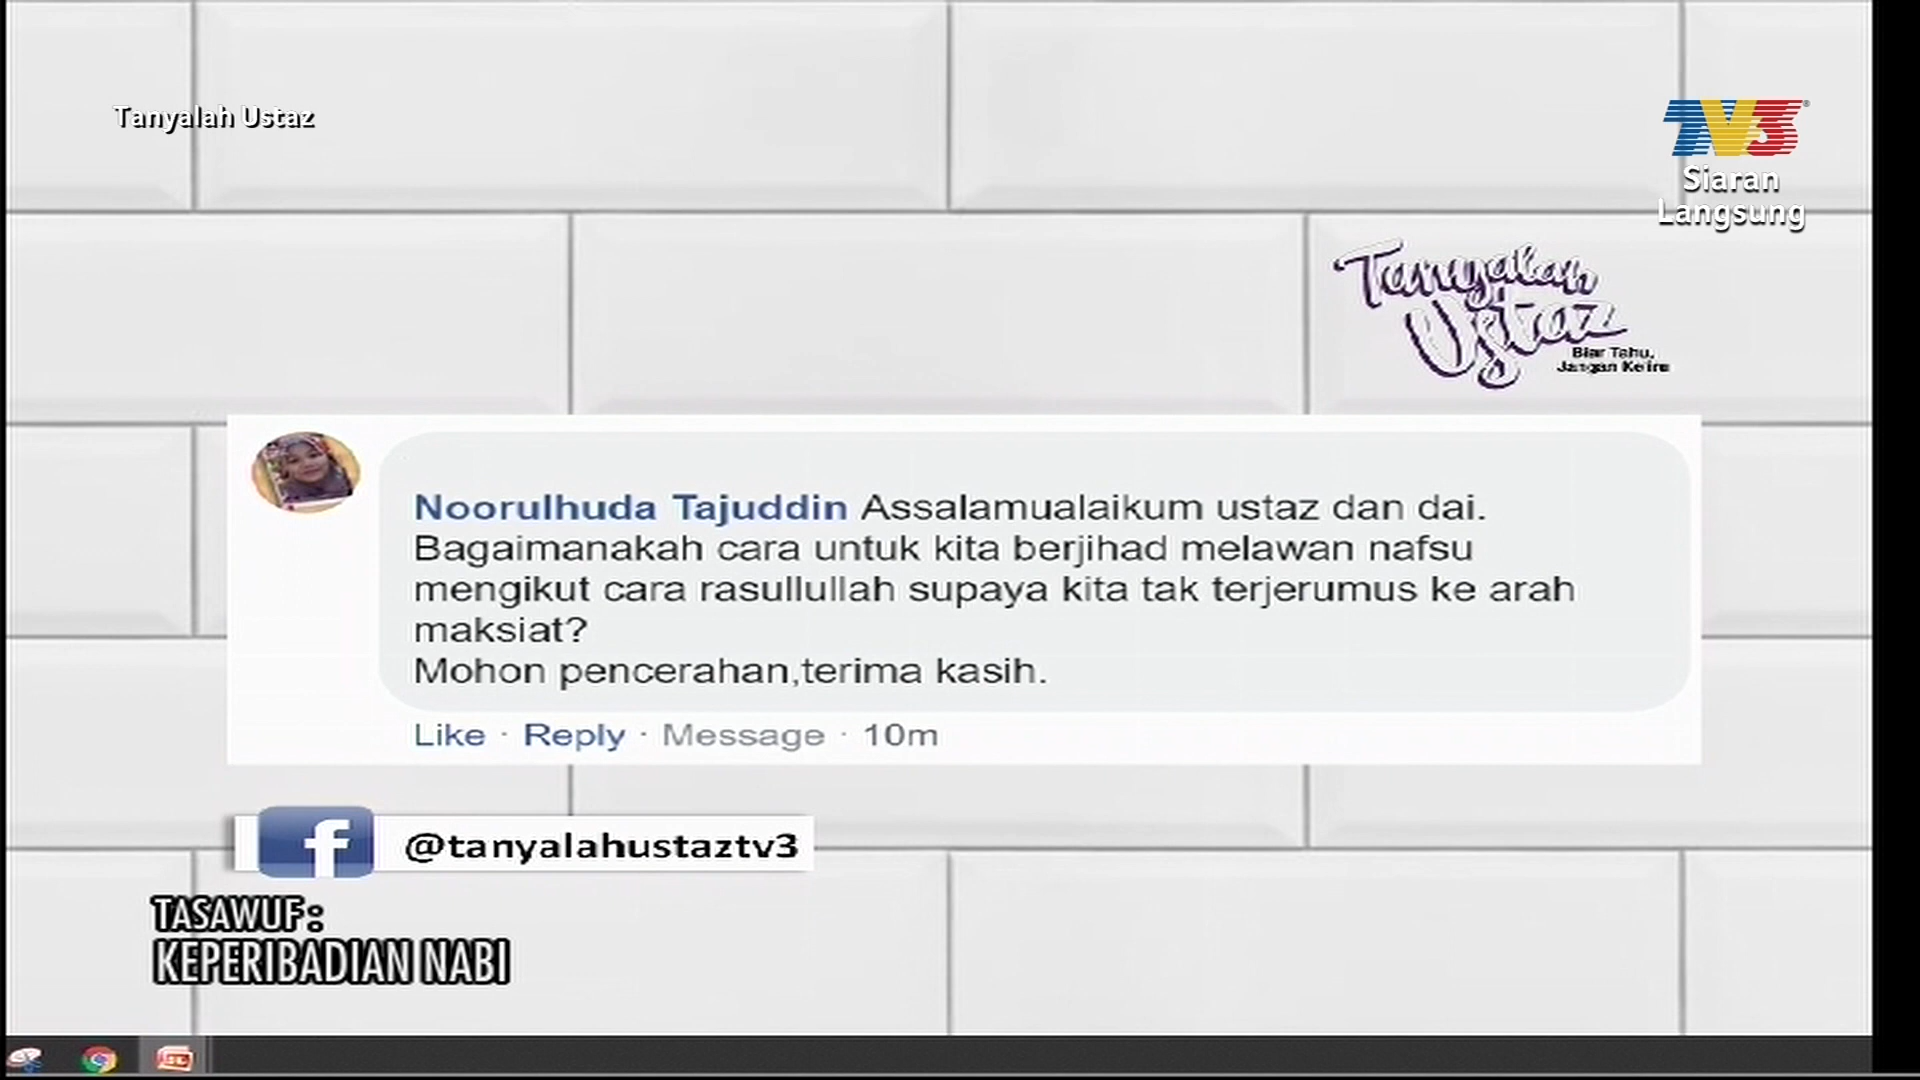 Tanyalah Ustaz
TV3
Siaran
Langsung
Tanyalah
Ustaz
Biar Tahu,
Jangan Keliru
Noorulhuda Tajuddin Assalamualaikum ustaz dan dai.
Bagaimanakah cara untuk kita berjihad melawan nafsu
mengikut cara rasullullah supaya kita tak terjerumus ke arah
maksiat?
Mohon pencerahan,terima kasih.
Like · Reply · Message · 10m
f @tanyalahustaztv3
TASAWUF :
KEPERIBADIAN NABI